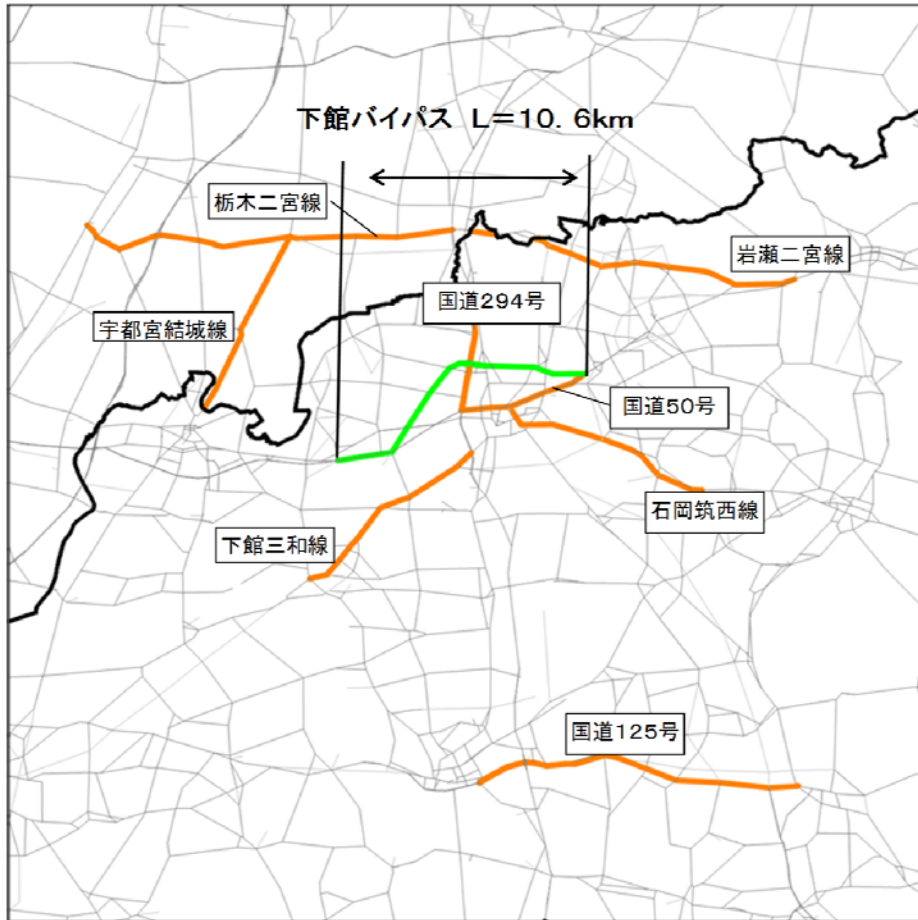 下館バイパス L=10. 6km
栃木二宮線
岩瀬二宮線
国道294号
宇都宮結城線
国道50号
石岡筑西線
下館三和線
国道125号